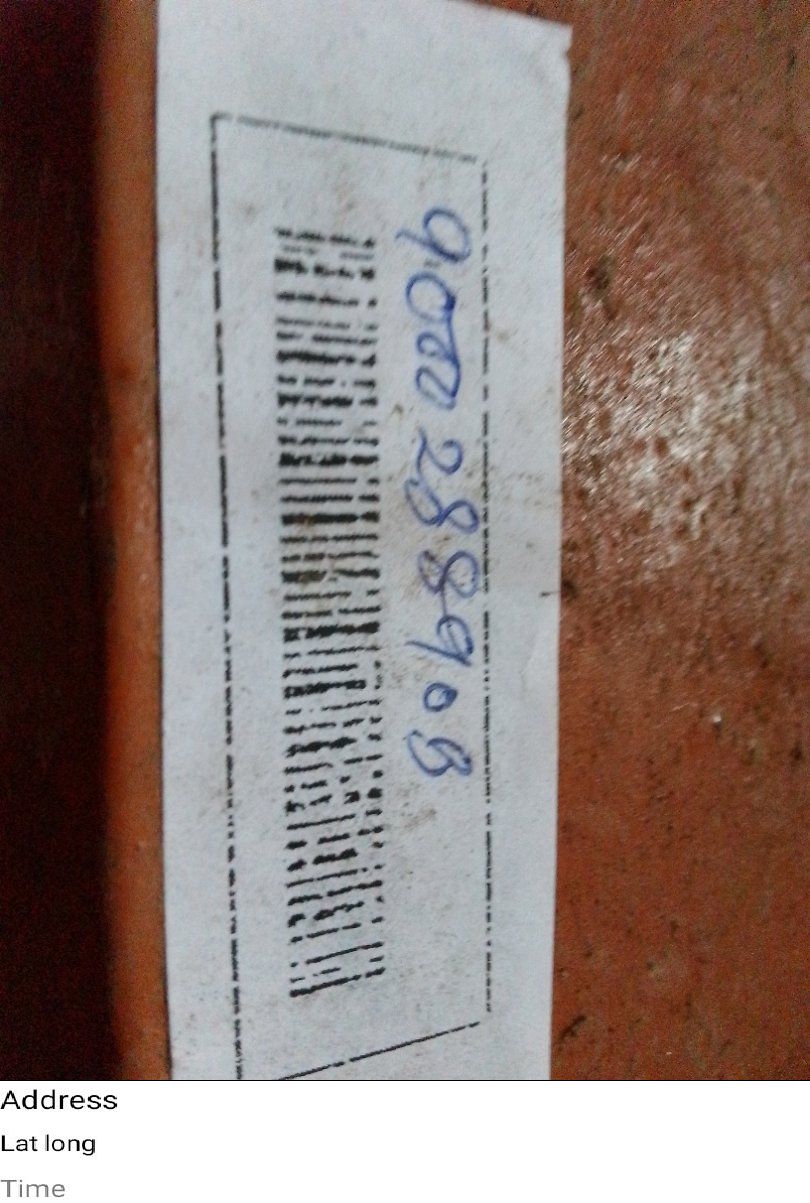 9000288908
Address
Lat long
Time